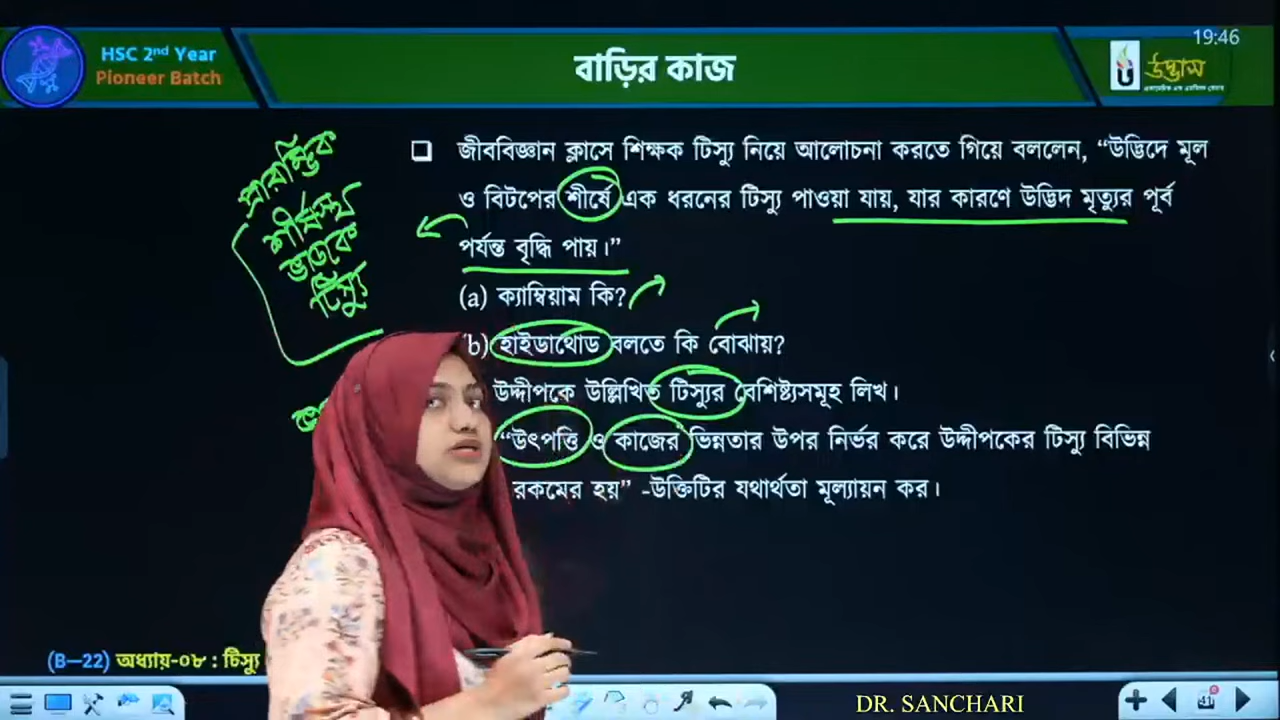 19:46
HSC 2nd Year
Pioneer Batch
বাড়ির কাজ
উদ্ভাস
প্রারম্ভিক
শীর্ষস্থ
ভাজক
টিস্যু
জীববিজ্ঞান ক্লাসে শিক্ষক টিস্যু নিয়ে আলোচনা করতে গিয়ে বললেন, “উদ্ভিদে মূল
ও বিটপের শীর্ষে এক ধরনের টিস্যু পাওয়া যায়, যার কারণে উদ্ভিদ মৃত্যুর পূর্ব
পর্যন্ত বৃদ্ধি পায়।”
(a) ক্যাম্বিয়াম কি?
b) হাইডাথোড বলতে কি বোঝায়?
উদ্দীপকে উল্লিখিত টিস্যুর বৈশিষ্ট্যসমূহ লিখ।
“উৎপত্তি ও কাজের ভিন্নতার উপর নির্ভর করে উদ্দীপকের টিস্যু বিভিন্ন
রকমের হয়” -উক্তিটির যথার্থতা মূল্যায়ন কর।
(B–22) অধ্যায়-০৮ : টিস্যু
DR. SANCHARI
41